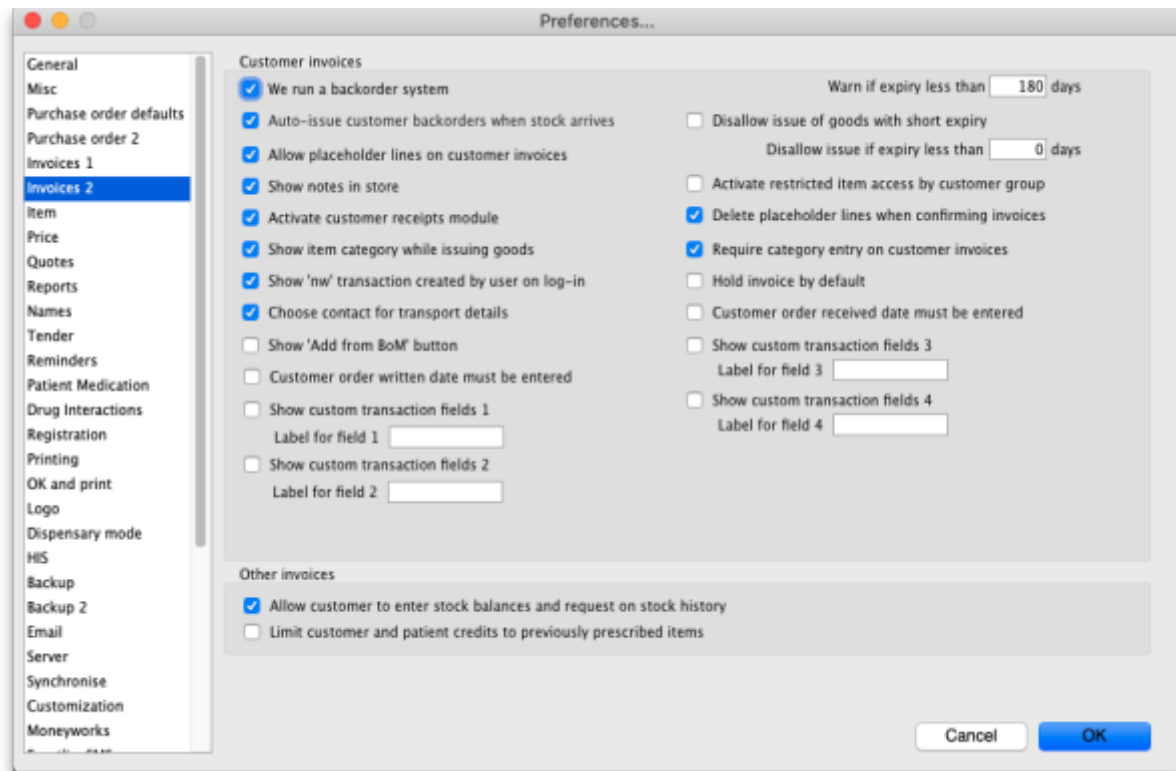 Preferences...
General
Misc
Purchase order defaults
Purchase order 2
Invoices 1
Invoices 2
Item
Price
Quotes
Reports
Names
Tender
Reminders
Patient Medication
Drug Interactions
Registration
Printing
OK and print
Logo
Dispensary mode
HIS
Backup
Backup 2
Email
Server
Synchronise
Customization
Moneyworks
Customer invoices
We run a backorder system
Auto-issue customer backorders when stock arrives
Allow placeholder lines on customer invoices
Show notes in store
Activate customer receipts module
Show item category while issuing goods
Show 'nw' transaction created by user on log-in
Choose contact for transport details
Show 'Add from BoM' button
Customer order written date must be entered
Show custom transaction fields 1
Label for field 1
Show custom transaction fields 2
Label for field 2
Warn if expiry less than 180 days
Disallow issue of goods with short expiry
Disallow issue if expiry less than 0 days
Activate restricted item access by customer group
Delete placeholder lines when confirming invoices
Require category entry on customer invoices
Hold invoice by default
Customer order received date must be entered
Show custom transaction fields 3
Label for field 3
Show custom transaction fields 4
Label for field 4
Other invoices
Allow customer to enter stock balances and request on stock history
Limit customer and patient credits to previously prescribed items
Cancel
OK